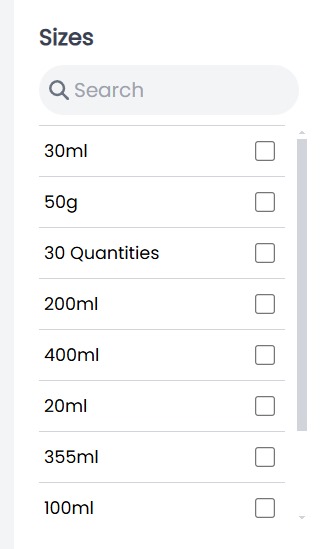 Sizes
Search
30ml
50g
30 Quantities
200ml
400ml
20ml
355ml
100ml